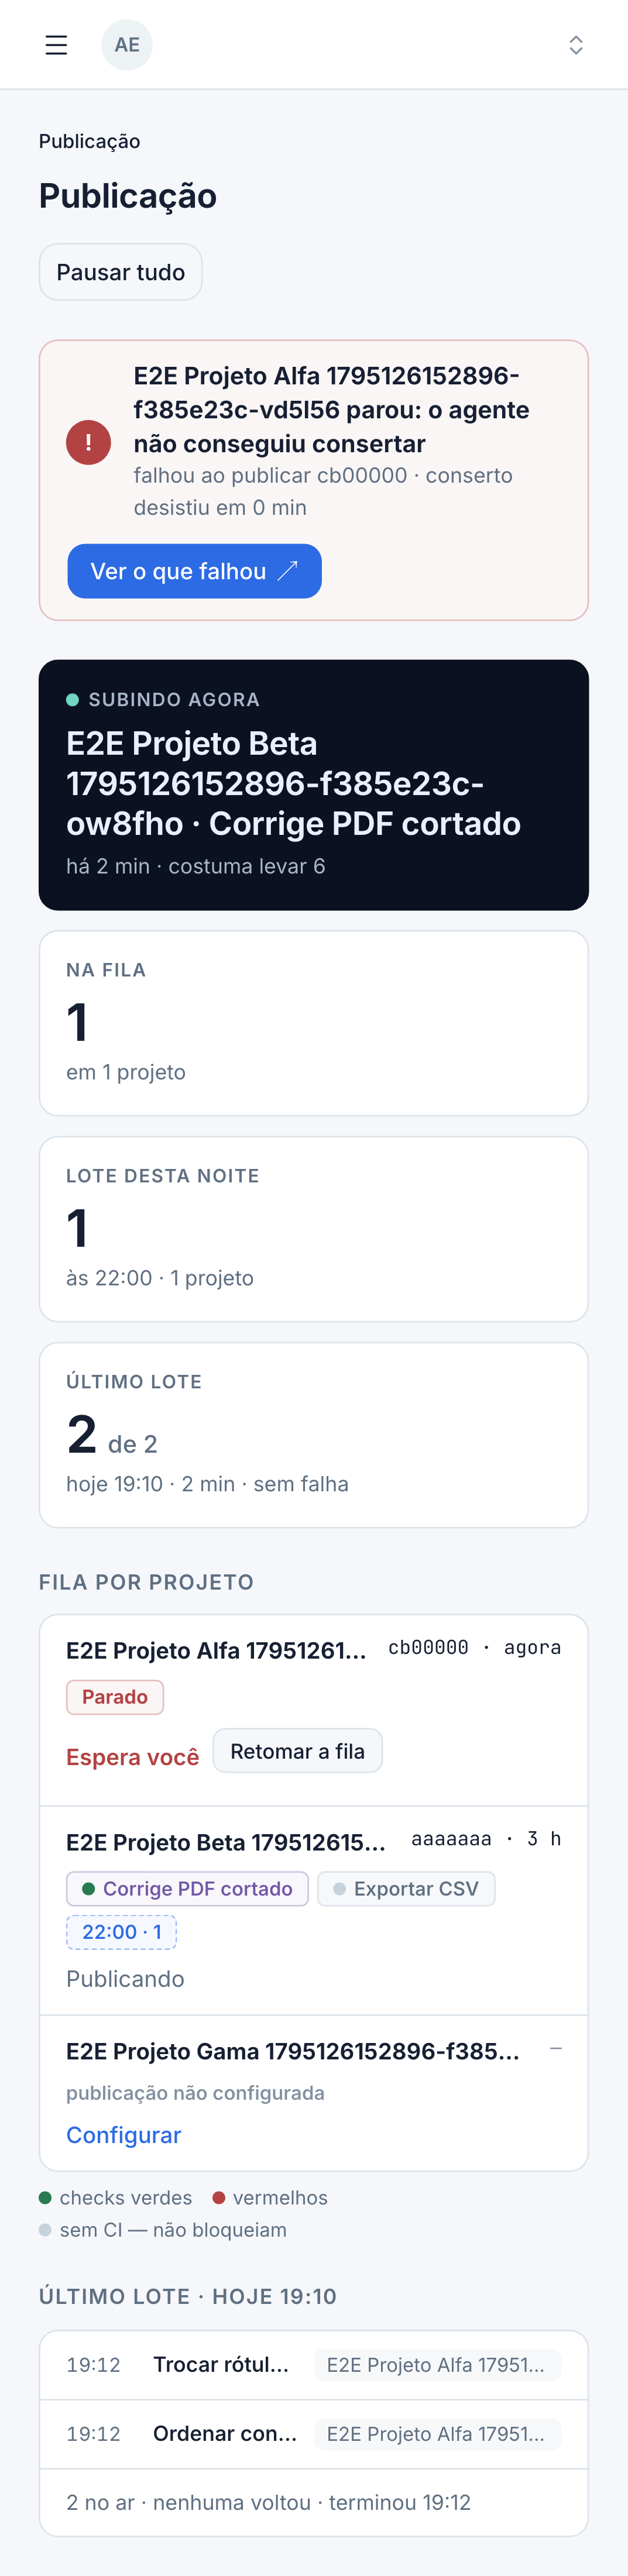 AE
Publicação
Publicação
Pausar tudo
!
E2E Projeto Alfa 1795126152896-
f385e23c-vd5l56 parou: o agente
não conseguiu consertar
falhou ao publicar cb00000 · conserto
desistiu em 0 min
Ver o que falhou ↗
SUBINDO AGORA
E2E Projeto Beta
1795126152896-f385e23c-
ow8fho · Corrige PDF cortado
há 2 min · costuma levar 6
NA FILA
1
em 1 projeto
LOTE DESTA NOITE
1
às 22:00 · 1 projeto
ÚLTIMO LOTE
2 de 2
hoje 19:10 · 2 min · sem falha
FILA POR PROJETO
E2E Projeto Alfa 17951261... cb00000 · agora
Parado
Espera você Retomar a fila
E2E Projeto Beta 179512615... aaaaaaa · 3 h
Corrige PDF cortado Exportar CSV
22:00 · 1
Publicando
E2E Projeto Gama 1795126152896-f385... —
publicação não configurada
Configurar
checks verdes vermelhos
sem CI — não bloqueiam
ÚLTIMO LOTE · HOJE 19:10
19:12 Trocar rótul... E2E Projeto Alfa 17951...
19:12 Ordenar con... E2E Projeto Alfa 17951...
2 no ar · nenhuma voltou · terminou 19:12